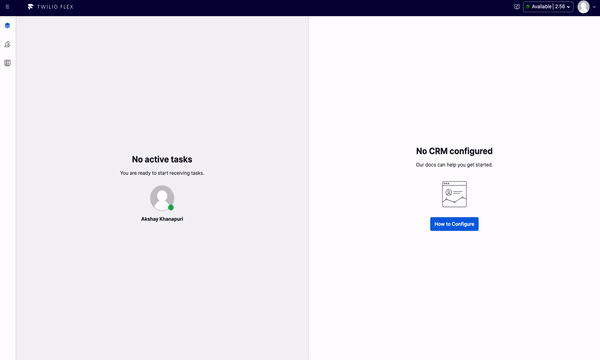 TWILIO FLEX
Available | 2:56
No active tasks
You are ready to start receiving tasks.
Akshay Khanapuri
No CRM configured
Our docs can help you get started.
How to Configure